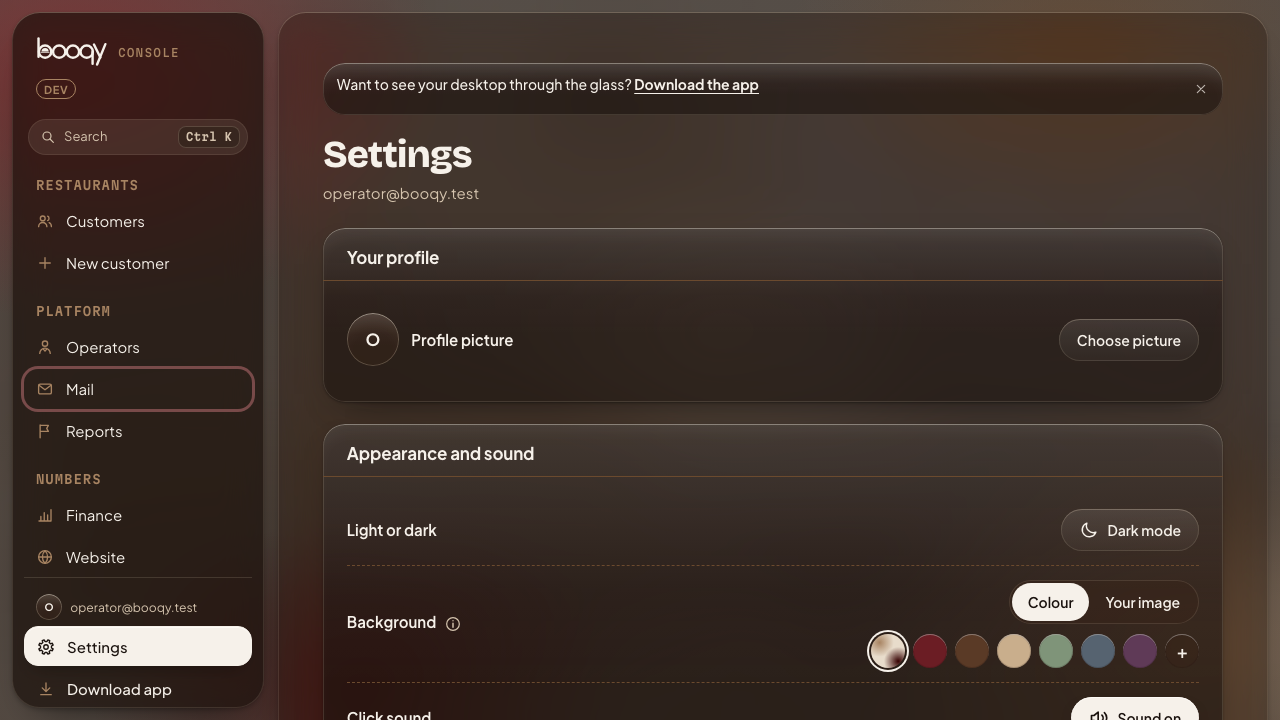 booqy CONSOLE
DEV
Search Ctrl K
RESTAURANTS
Customers
New customer
PLATFORM
Operators
Mail
Reports
NUMBERS
Finance
Website
O operator@booqy.test
Settings
Download app
Want to see your desktop through the glass? Download the app
Settings
operator@booqy.test
Your profile
O Profile picture Choose picture
Appearance and sound
Light or dark Dark mode
Background Colour Your image
Click sound Sound on